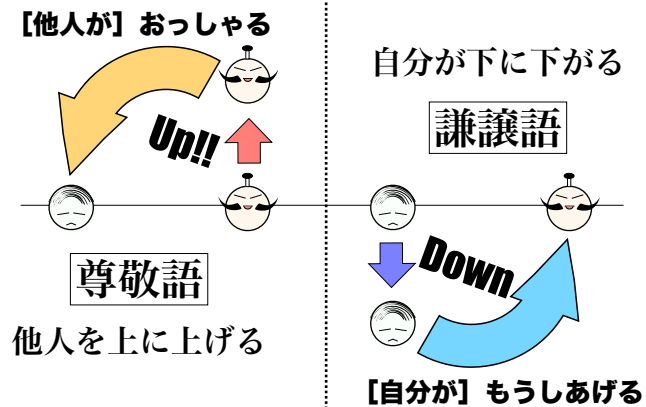 ［他人が］おっしゃる
Up!!
尊敬語
他人を上に上げる
自分が下に下がる
謙譲語
Down
［自分が］もうしあげる